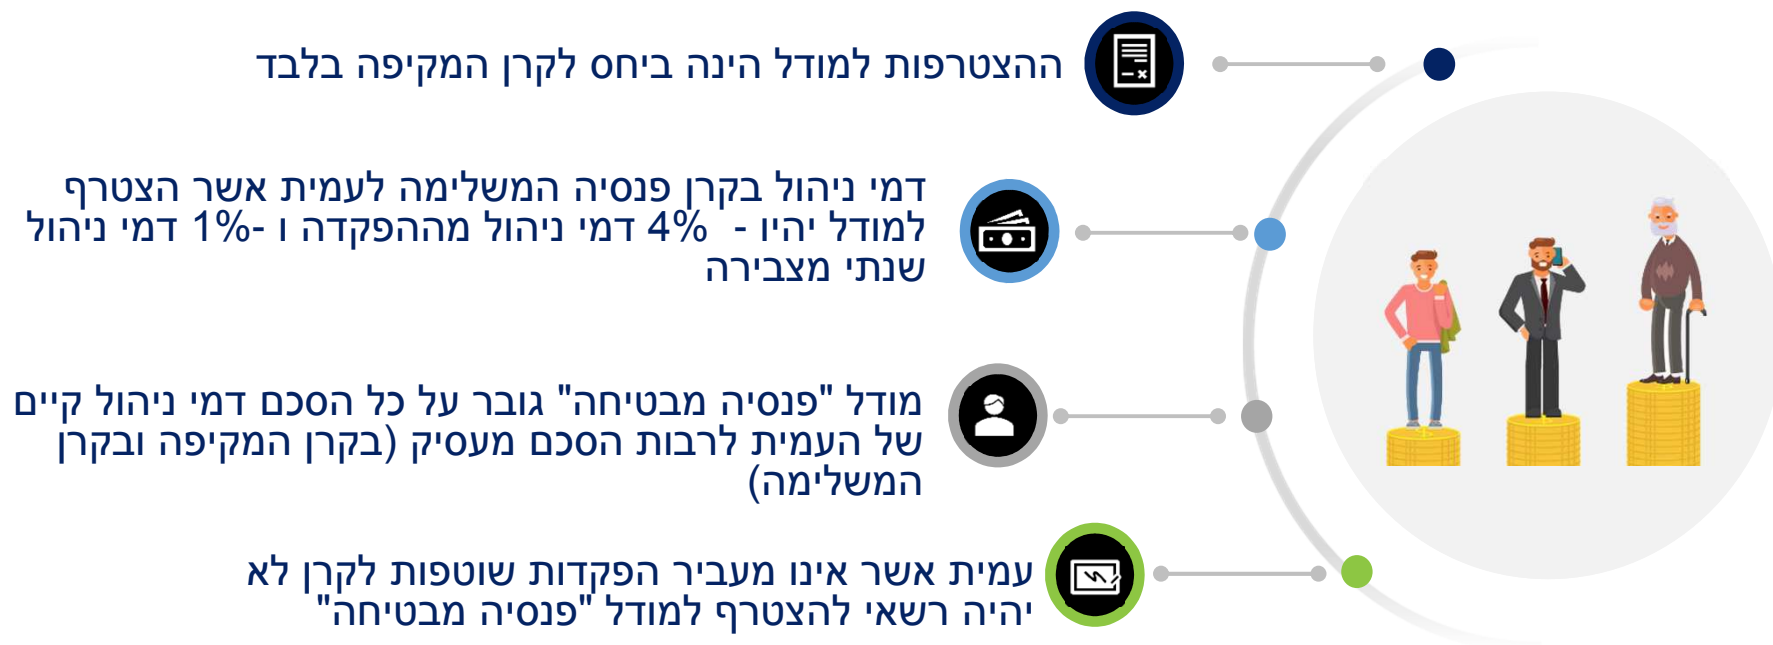 ההצטרפות למודל הינה ביחס לקרן המקיפה בלבד
דמי ניהול בקרן פנסיה המשלימה לעמית אשר הצטרף
למודל יהיו - 4% דמי ניהול מההפקדה ו -1% דמי ניהול
שנתי מצבירה
מודל "פנסיה מבטיחה" גובר על כל הסכם דמי ניהול קיים
של העמית לרבות הסכם מעסיק (בקרן המקיפה ובקרן
המשלימה)
עמית אשר אינו מעביר הפקדות שוטפות לקרן לא
יהיה רשאי להצטרף למודל "פנסיה מבטיחה"